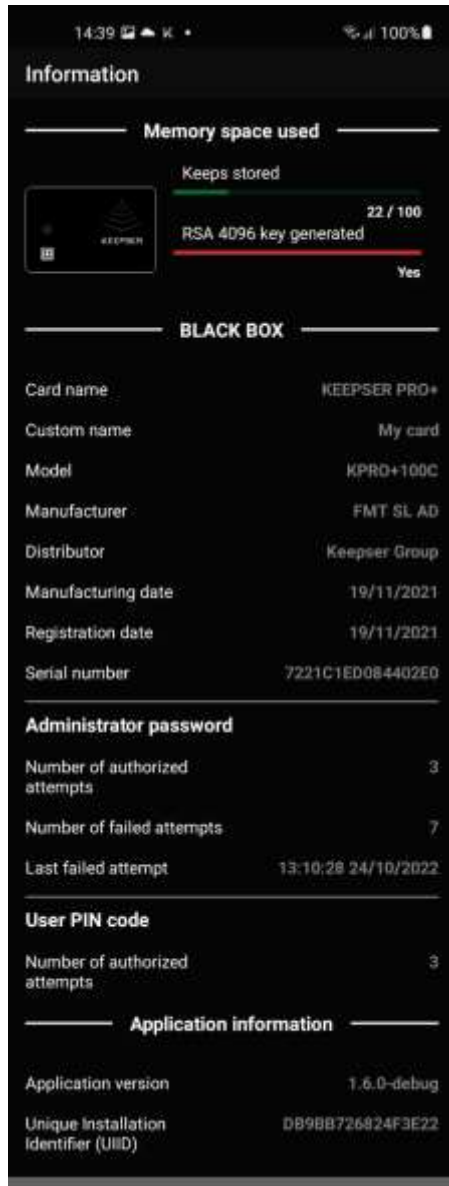 14:39 K • 100%
Information
Memory space used
Keeps stored
22 / 100
KEEPSER
RSA 4096 key generated
Yes
BLACK BOX
Card name KEEPSER PRO+
Custom name My card
Model KPRO+100C
Manufacturer FMT SL AD
Distributor Keepser Group
Manufacturing date 19/11/2021
Registration date 19/11/2021
Serial number 7221C1ED084402E0
Administrator password
Number of authorized 3
attempts
Number of failed attempts 7
Last failed attempt 13:10:28 24/10/2022
User PIN code
Number of authorized 3
attempts
Application information
Application version 1.6.0-debug
Unique Installation DB9BB726824F3E22
Identifier (UIID)